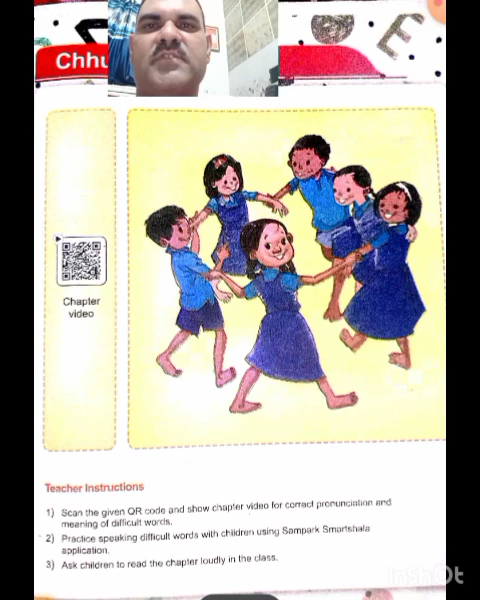 Chhu
E
Chapter
video
Teacher Instructions
1) Scan the given QR code and show chapter video for correct pronunciation and
meaning of difficult words.
2) Practice speaking difficult words with children using Sampark Smartshala
application.
3) Ask children to read the chapter loudly in the class.
InShOt